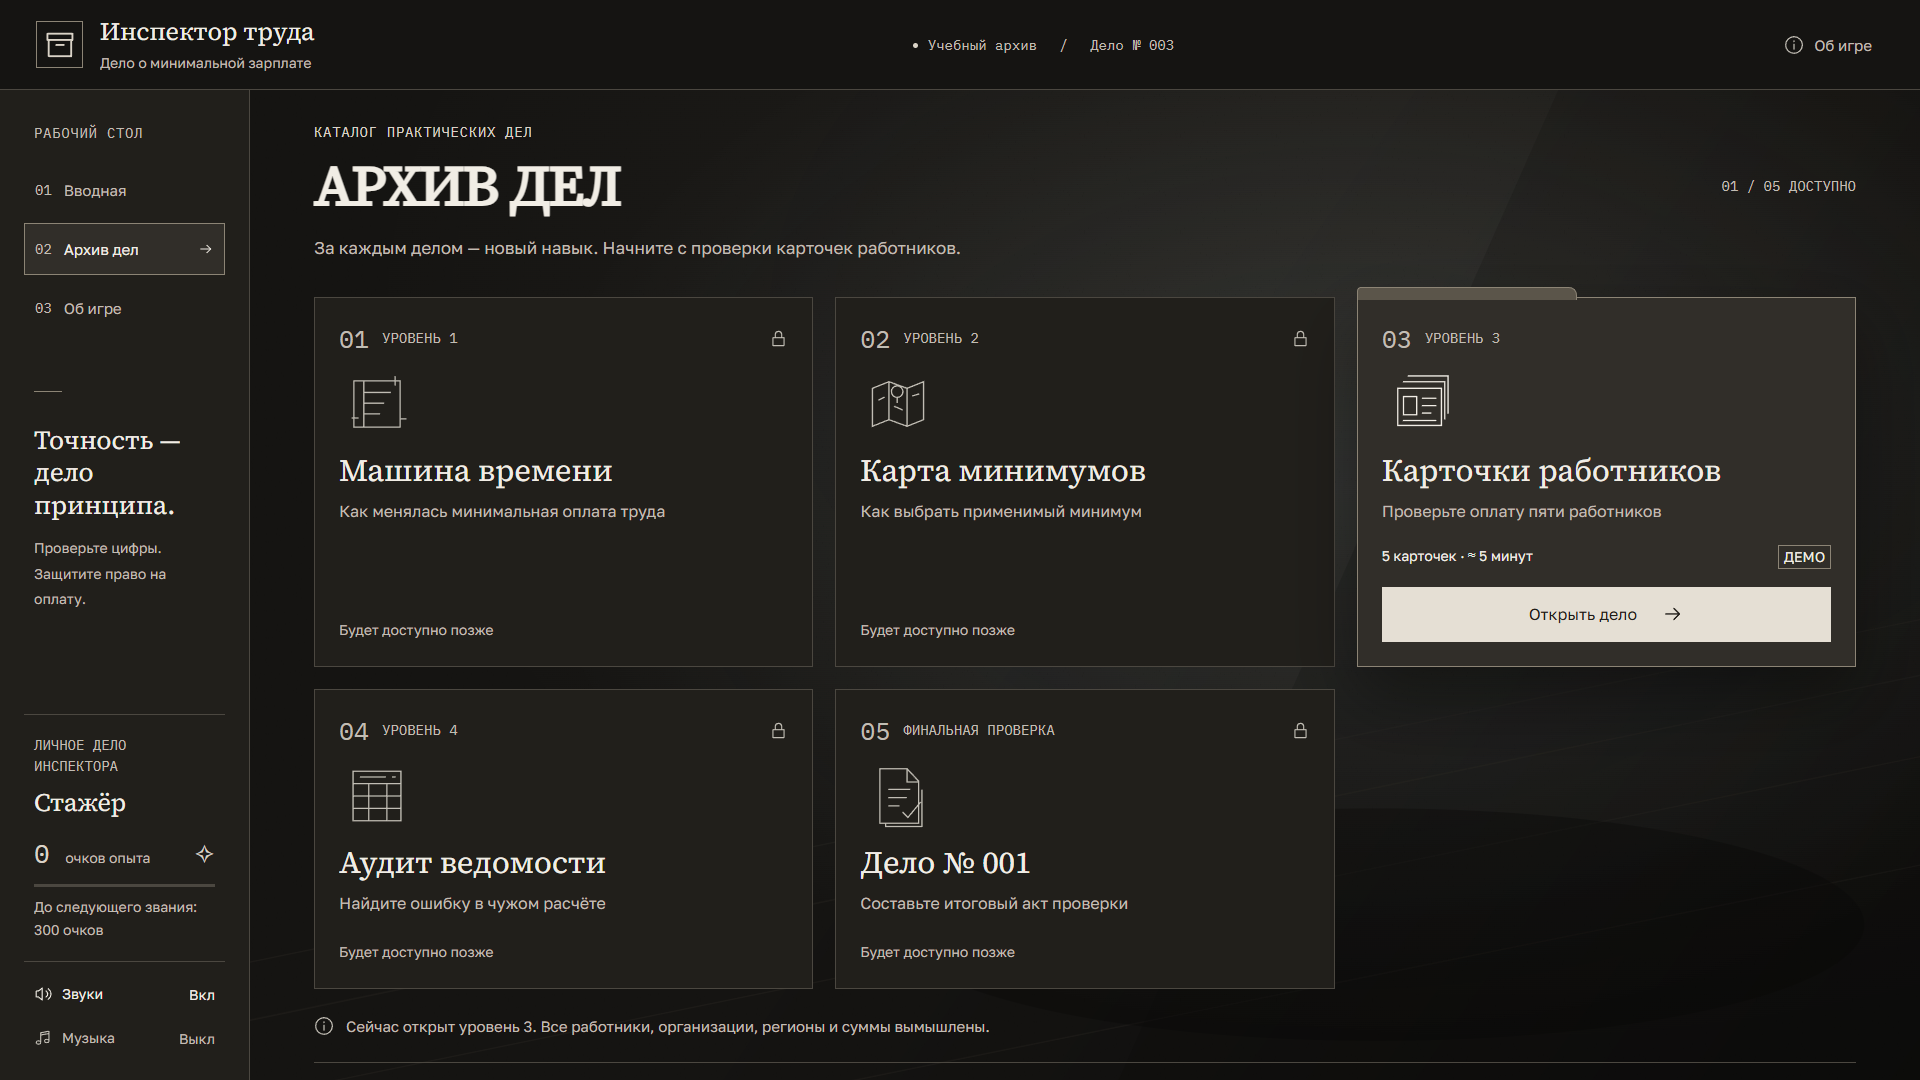 Инспектор труда
Дело о минимальной зарплате
• Учебный архив / Дело № 003
Об игре
РАБОЧИЙ СТОЛ
01 Вводная
02 Архив дел →
03 Об игре
Точность —
дело
принципа.
Проверьте цифры.
Защитите право на
оплату.
ЛИЧНОЕ ДЕЛО
ИНСПЕКТОРА
Стажёр
0 очков опыта
До следующего звания:
300 очков
Звуки Вкл
Музыка Выкл
КАТАЛОГ ПРАКТИЧЕСКИХ ДЕЛ
АРХИВ ДЕЛ
01 / 05 ДОСТУПНО
За каждым делом — новый навык. Начните с проверки карточек работников.
01 УРОВЕНЬ 1
Машина времени
Как менялась минимальная оплата труда
Будет доступно позже
02 УРОВЕНЬ 2
Карта минимумов
Как выбрать применимый минимум
Будет доступно позже
03 УРОВЕНЬ 3
Карточки работников
Проверьте оплату пяти работников
5 карточек · ≈ 5 минут ДЕМО
Открыть дело →
04 УРОВЕНЬ 4
Аудит ведомости
Найдите ошибку в чужом расчёте
Будет доступно позже
05 ФИНАЛЬНАЯ ПРОВЕРКА
Дело № 001
Составьте итоговый акт проверки
Будет доступно позже
Сейчас открыт уровень 3. Все работники, организации, регионы и суммы вымышлены.